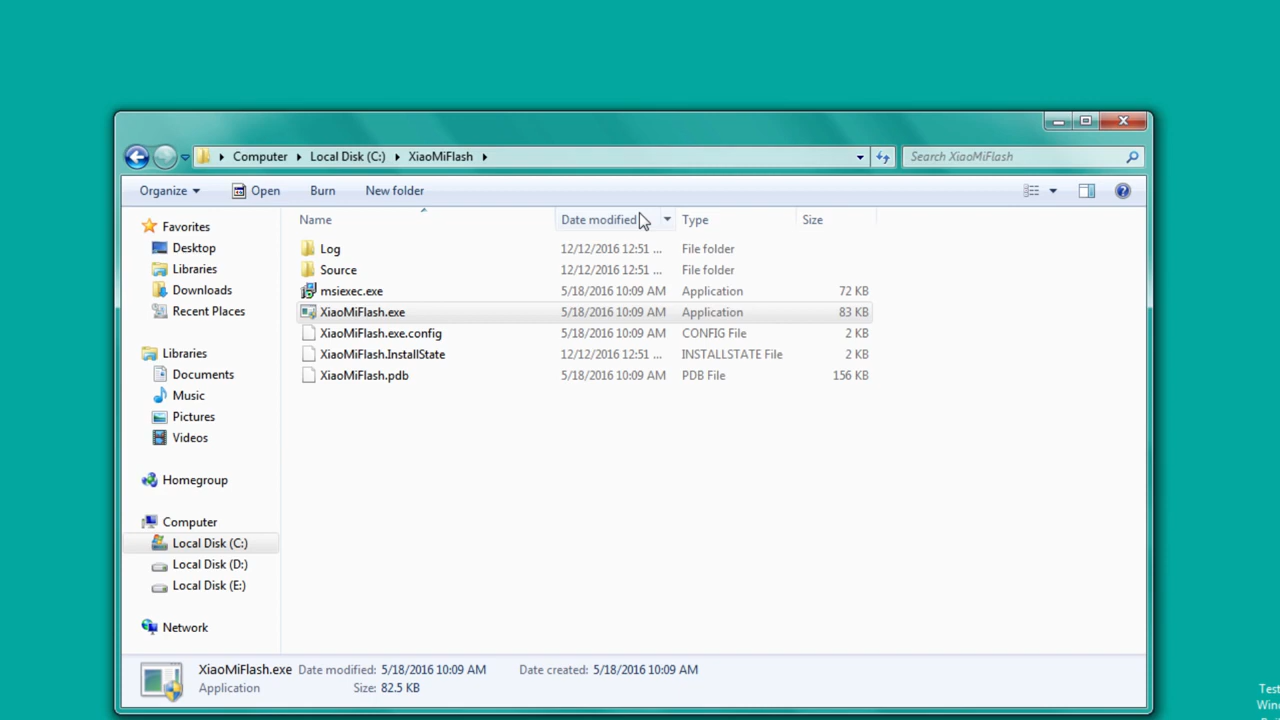 Computer Local Disk (C:) XiaoMiFlash
Search XiaoMiFlash
Organize Open Burn New folder
Name Date modified Type Size
Favorites
Desktop
Libraries
Downloads
Recent Places
Libraries
Documents
Music
Pictures
Videos
Homegroup
Computer
Local Disk (C:)
Local Disk (D:)
Local Disk (E:)
Network
Log 12/12/2016 12:51 ... File folder
Source 12/12/2016 12:51 ... File folder
msiexec.exe 5/18/2016 10:09 AM Application 72 KB
XiaoMiFlash.exe 5/18/2016 10:09 AM Application 83 KB
XiaoMiFlash.exe.config 5/18/2016 10:09 AM CONFIG File 2 KB
XiaoMiFlash.InstallState 12/12/2016 12:51 ... INSTALLSTATE File 2 KB
XiaoMiFlash.pdb 5/18/2016 10:09 AM PDB File 156 KB
XiaoMiFlash.exe Date modified: 5/18/2016 10:09 AM Date created: 5/18/2016 10:09 AM
Application Size: 82.5 KB
Test